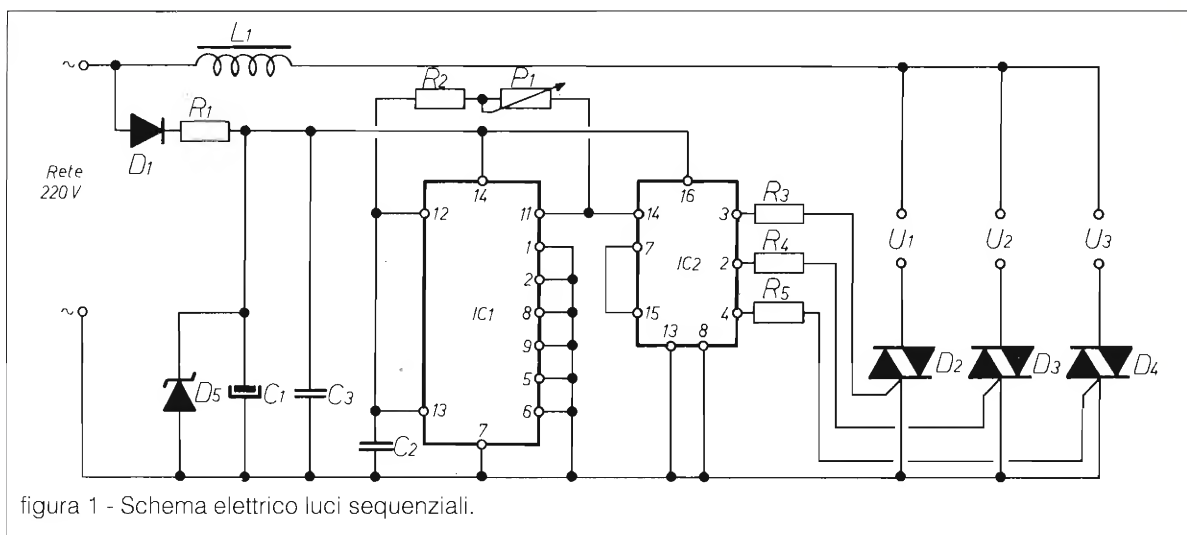 L1
~
R2
P1
R1
D1
Rete
220 V
14
16
12
11
14
3
R3
1
7
IC2
2
R4
U1
U2
U3
2
IC1
8
15
4
R5
~
9
13
8
D5
C1
C3
5
D2
D3
D4
13
6
C2
7
figura 1 - Schema elettrico luci sequenziali.